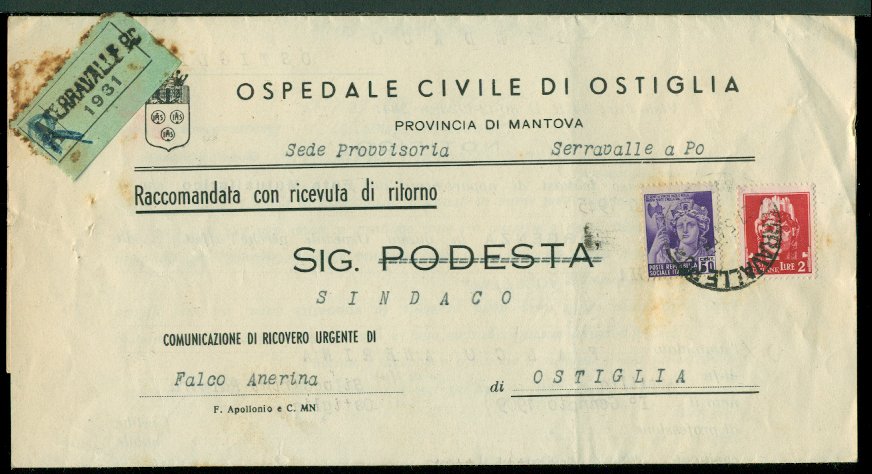 SERRAVALLE
1931
R
OSPEDALE CIVILE DI OSTIGLIA
PROVINCIA DI MANTOVA
Sede Provvisoria Serravalle a Po
Raccomandata con ricevuta di ritorno
SIG. PODESTA
SINDACO
COMUNICAZIONE DI RICOVERO URGENTE DI
Falco Anerina
di OSTIGLIA
F. Apollonio e C. MN
50
POSTE REPUBBLICA
SOCIALE ITALIANA
LIRE 2
SERRAVALLE